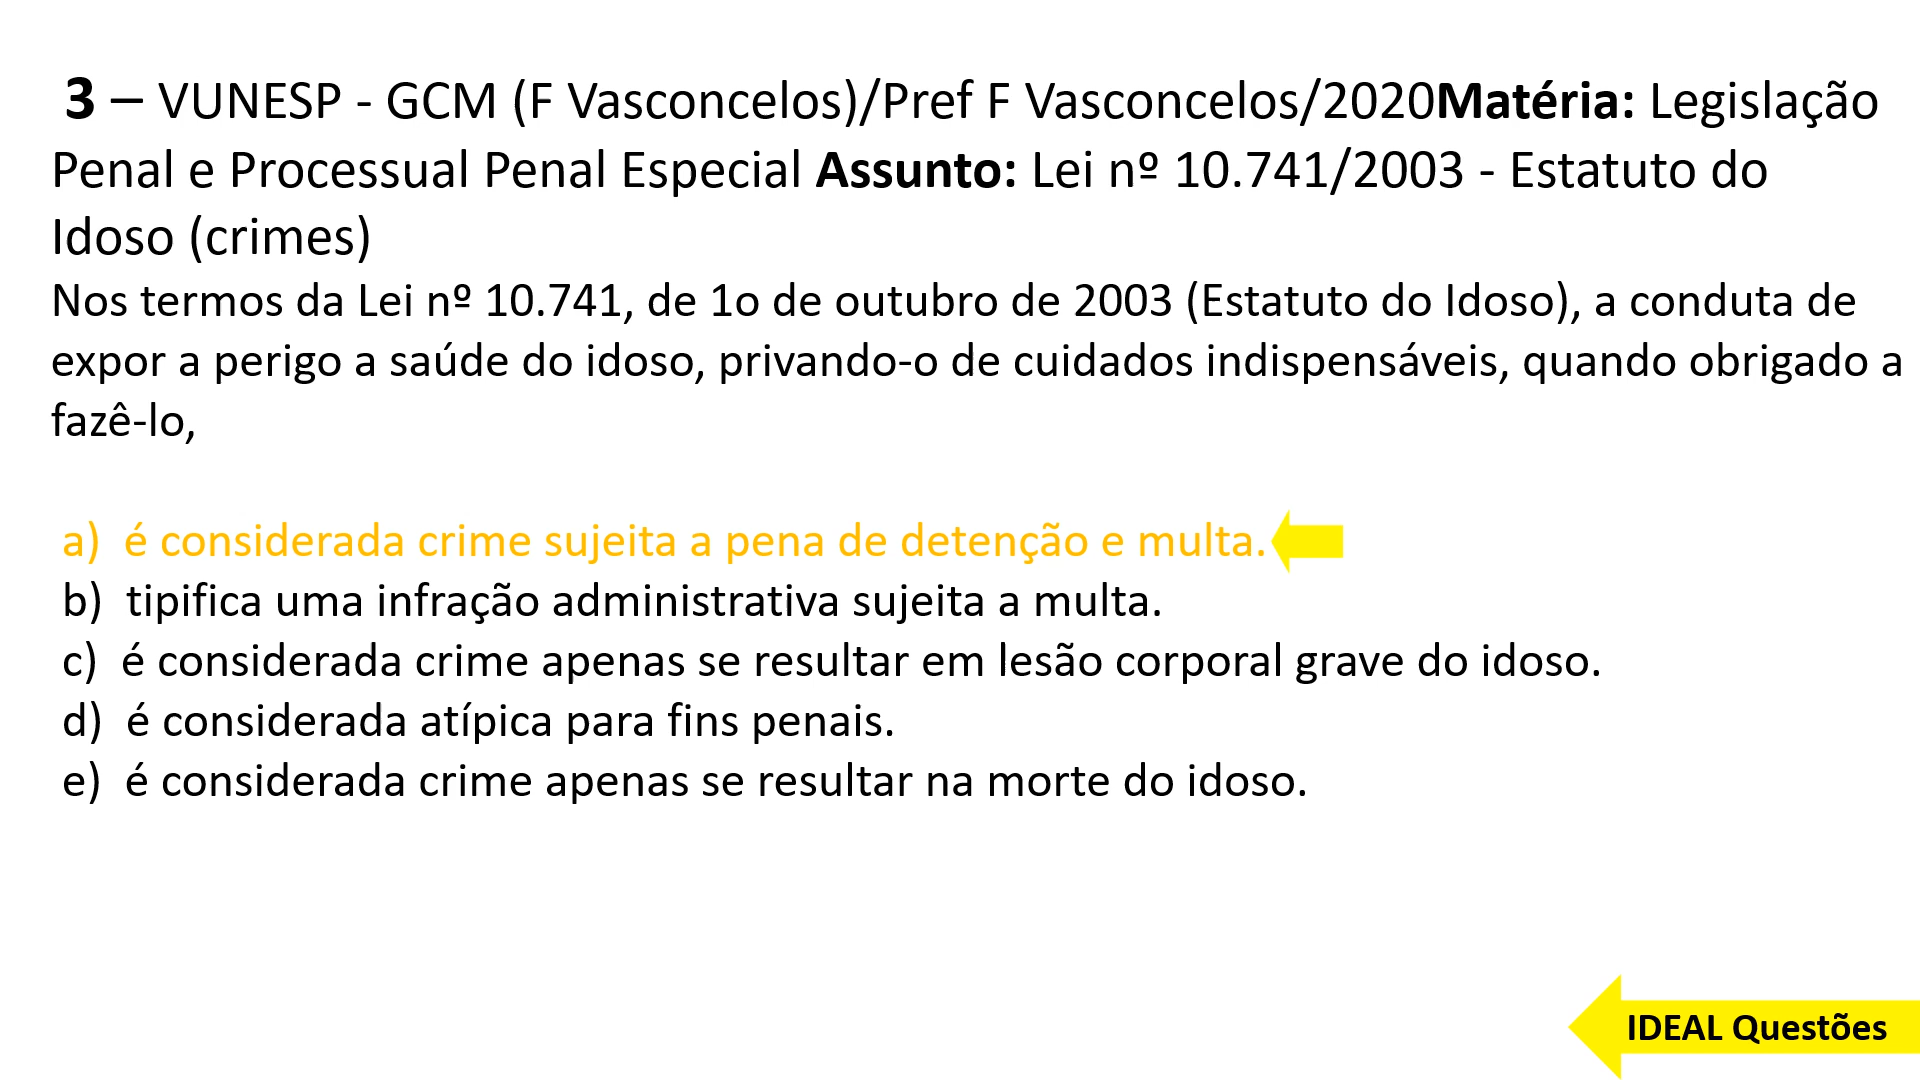 3 – VUNESP - GCM (F Vasconcelos)/Pref F Vasconcelos/2020Matéria: Legislação
Penal e Processual Penal Especial Assunto: Lei nº 10.741/2003 - Estatuto do
Idoso (crimes)
Nos termos da Lei nº 10.741, de 1o de outubro de 2003 (Estatuto do Idoso), a conduta de
expor a perigo a saúde do idoso, privando-o de cuidados indispensáveis, quando obrigado a
fazê-lo,
a) é considerada crime sujeita a pena de detenção e multa.
b) tipifica uma infração administrativa sujeita a multa.
c) é considerada crime apenas se resultar em lesão corporal grave do idoso.
d) é considerada atípica para fins penais.
e) é considerada crime apenas se resultar na morte do idoso.
IDEAL Questões